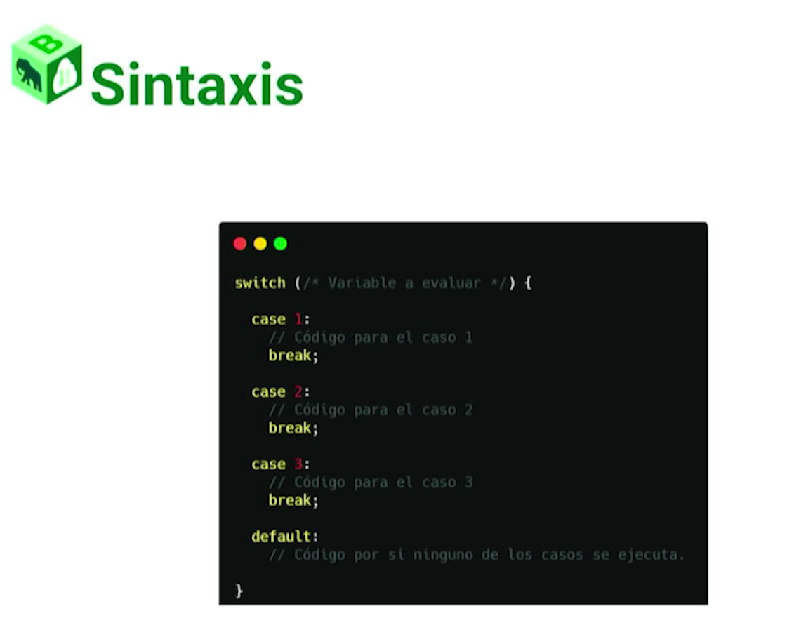 B
Sintaxis
switch (/* Variable a evaluar */) {
case 1:
// Código para el caso 1
break;
case 2:
// Código para el caso 2
break;
case 3:
// Código para el caso 3
break;
default:
// Código por si ninguno de los casos se ejecuta.
}